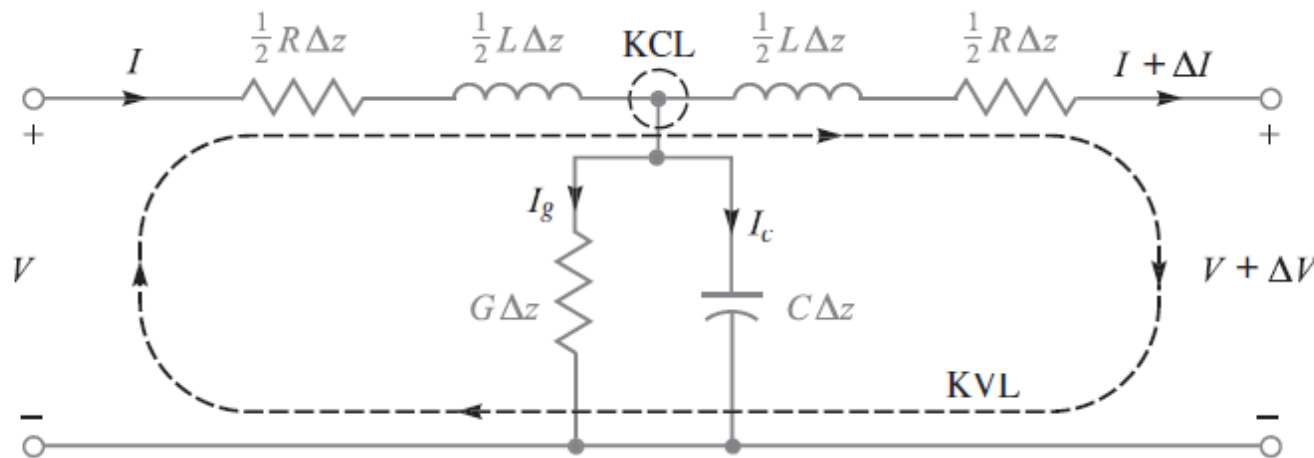 I
½ R Δz
½ L Δz
KCL
½ L Δz
½ R Δz
I + ΔI
+
+
I_g
I_c
V
V + ΔV
G Δz
C Δz
KVL
−
−